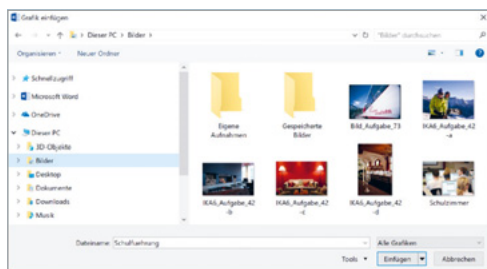 Grafik einfügen
Dieser PC > Bilder >
"Bilder" durchsuchen
Organisieren
Neuer Ordner
Schnellzugriff
Microsoft Word
OneDrive
Dieser PC
3D-Objekte
Bilder
Desktop
Dokumente
Downloads
Musik
Eigene Aufnahmen
Gespeicherte Bilder
Bild_Aufgabe_73
IKA6_Aufgabe_42-a
IKA6_Aufgabe_42-b
IKA6_Aufgabe_42-c
IKA6_Aufgabe_42-d
Schulzimmer
Dateiname: Schulfuehrung
Alle Grafiken
Tools
Einfügen
Abbrechen